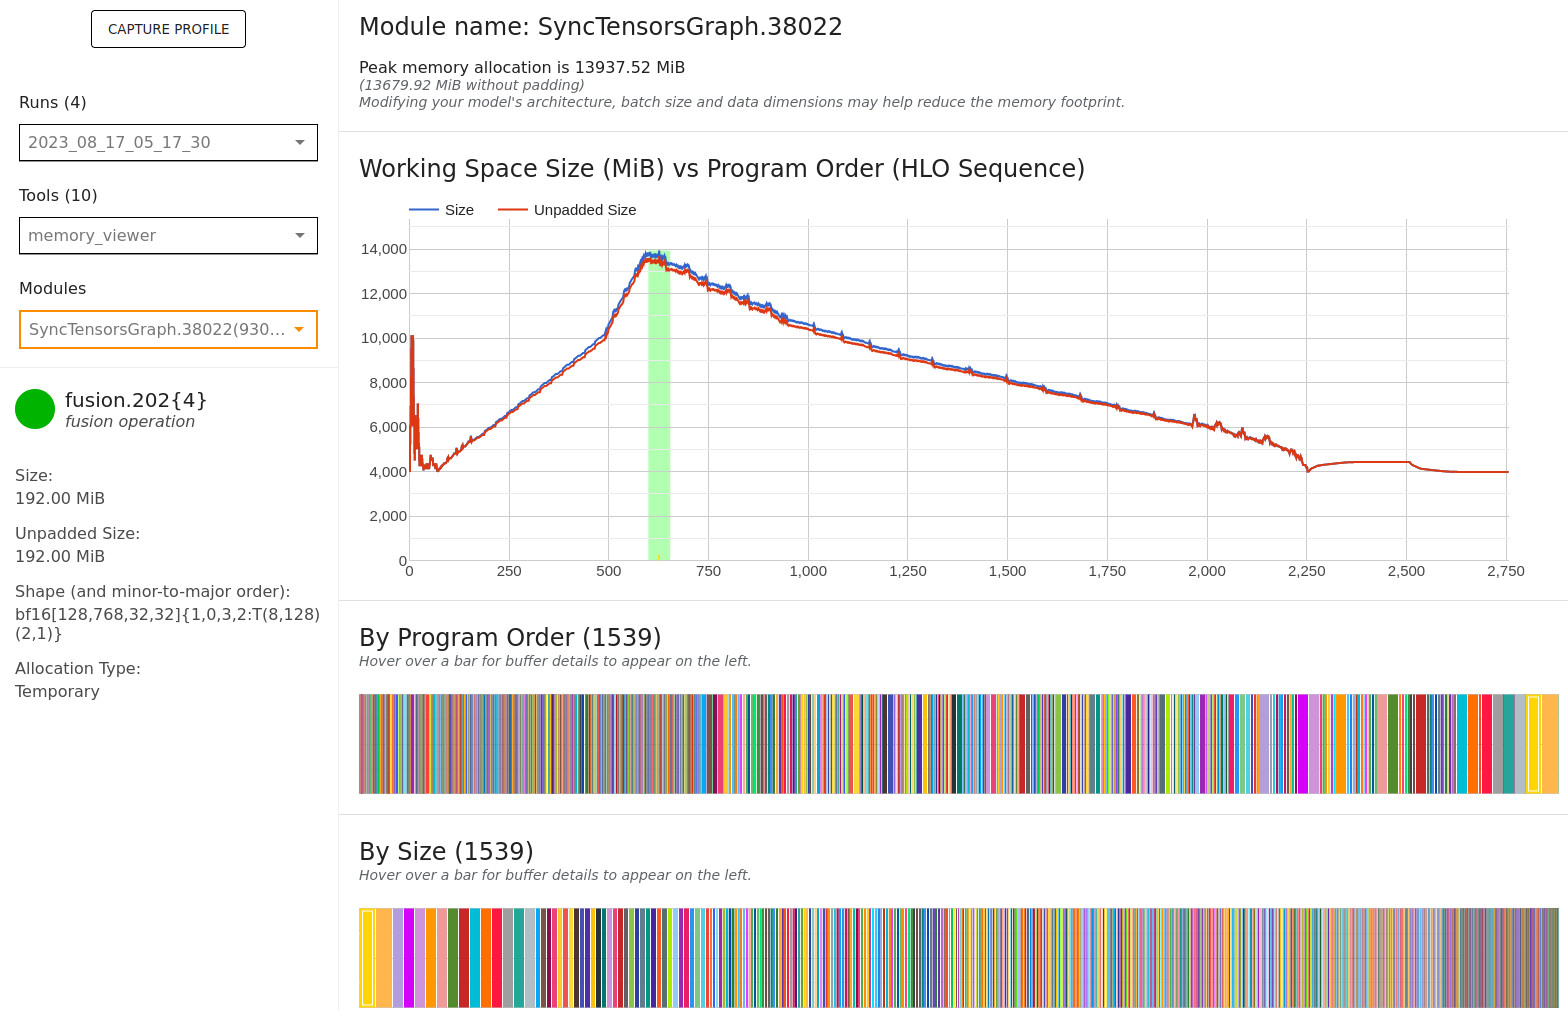 CAPTURE PROFILE
Runs (4)
2023_08_17_05_17_30
Tools (10)
memory_viewer
Modules
SyncTensorsGraph.38022(930...
fusion.202{4}
fusion operation
Size:
192.00 MiB
Unpadded Size:
192.00 MiB
Shape (and minor-to-major order):
bf16[128,768,32,32]{1,0,3,2:T(8,128)
(2,1)}
Allocation Type:
Temporary
Module name: SyncTensorsGraph.38022
Peak memory allocation is 13937.52 MiB
(13679.92 MiB without padding)
Modifying your model's architecture, batch size and data dimensions may help reduce the memory footprint.
Working Space Size (MiB) vs Program Order (HLO Sequence)
Size Unpadded Size
14,000
12,000
10,000
8,000
6,000
4,000
2,000
0
0 250 500 750 1,000 1,250 1,500 1,750 2,000 2,250 2,500 2,750
By Program Order (1539)
Hover over a bar for buffer details to appear on the left.
By Size (1539)
Hover over a bar for buffer details to appear on the left.